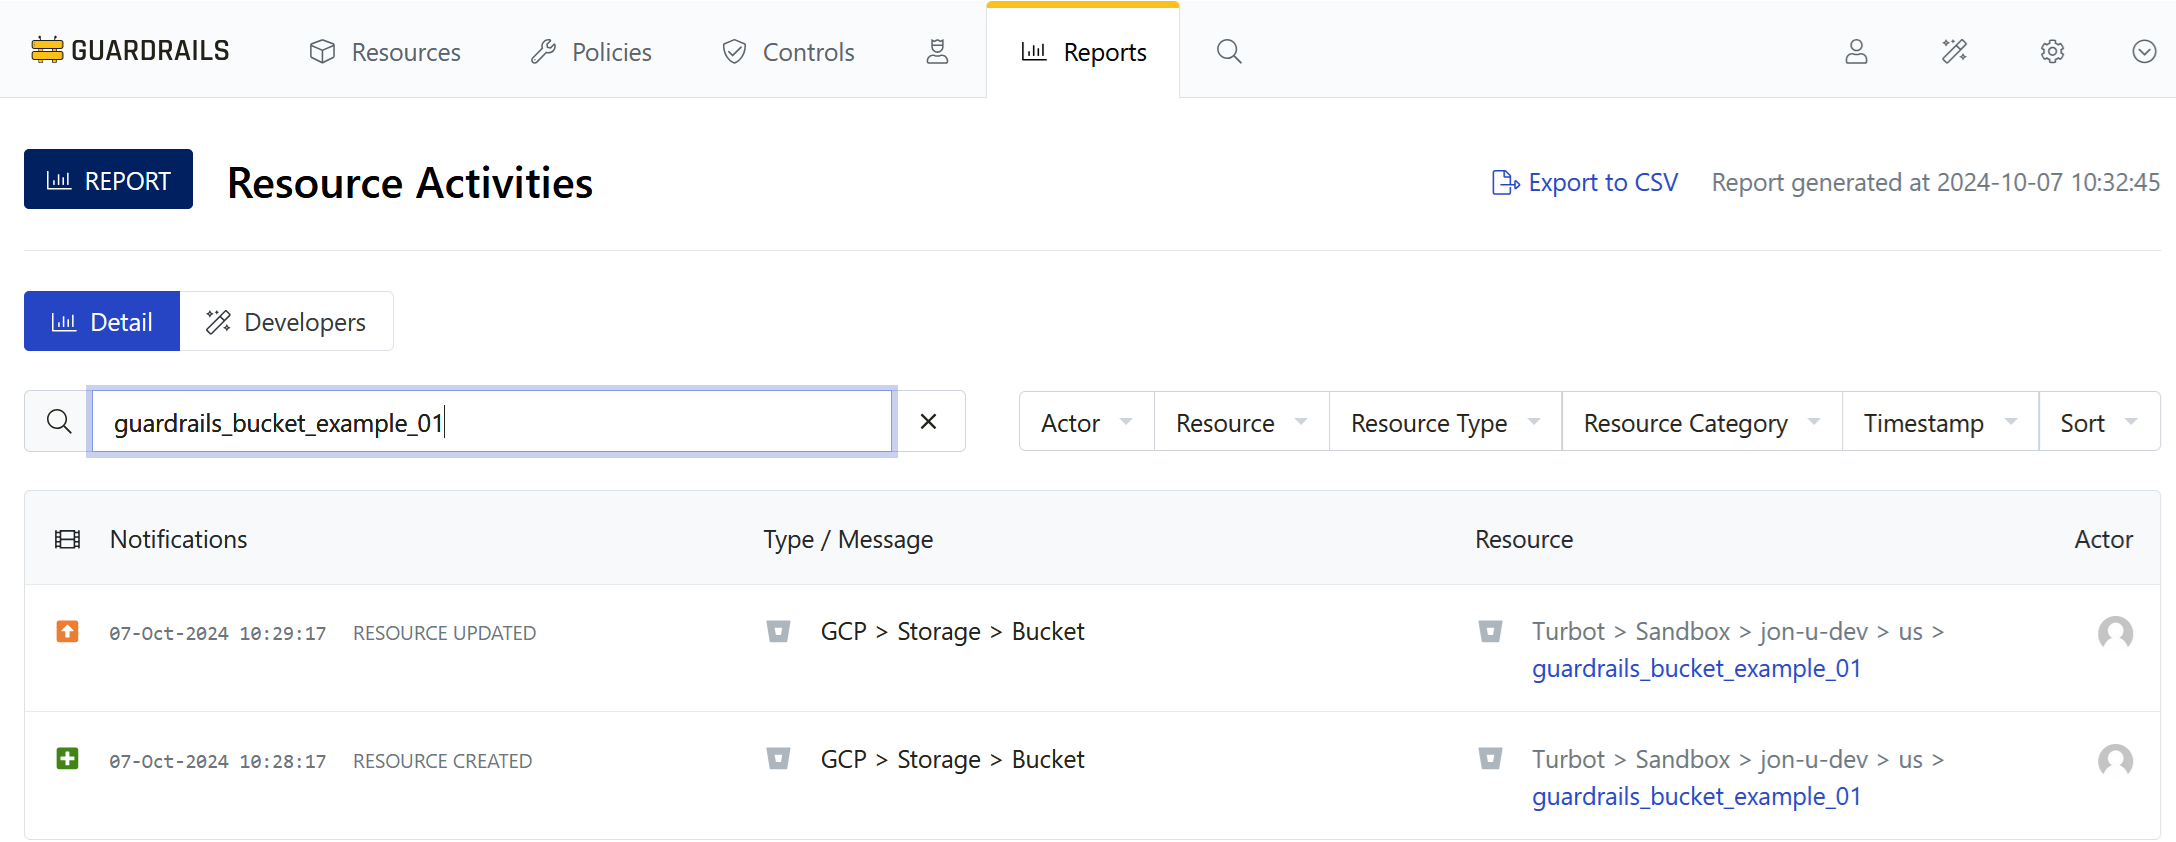 GUARDRAILS Resources Policies Controls Reports
REPORT Resource Activities Export to CSV Report generated at 2024-10-07 10:32:45
Detail Developers
guardrails_bucket_example_01 Actor Resource Resource Type Resource Category Timestamp Sort
Notifications Type / Message Resource Actor
07-Oct-2024 10:29:17 RESOURCE UPDATED GCP > Storage > Bucket Turbot > Sandbox > jon-u-dev > us >
guardrails_bucket_example_01
07-Oct-2024 10:28:17 RESOURCE CREATED GCP > Storage > Bucket Turbot > Sandbox > jon-u-dev > us >
guardrails_bucket_example_01